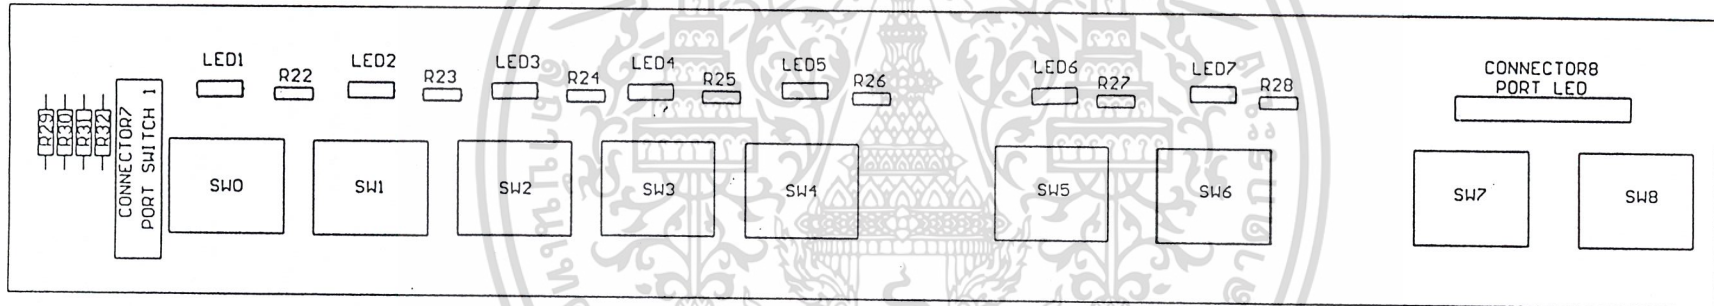 LED1
R22
LED2
R23
LED3
R24
LED4
R25
LED5
R26
LED6
R27
LED7
R28
CONNECTOR8
PORT LED
R29
R30
R31
R32
CONNECTOR7
PORT SWITCH 1
SW0
SW1
SW2
SW3
SW4
SW5
SW6
SW7
SW8